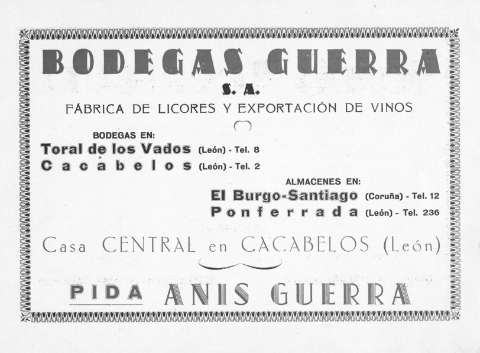 BODEGAS GUERRA
S. A.
FÁBRICA DE LICORES Y EXPORTACIÓN DE VINOS
BODEGAS EN:
Toral de los Vados (León) - Tel. 8
Cacabelos (León) - Tel. 2
ALMACENES EN:
El Burgo-Santiago (Coruña) - Tel. 12
Ponferrada (León) - Tel. 236
Casa CENTRAL en CACABELOS (León)
PIDA ANIS GUERRA